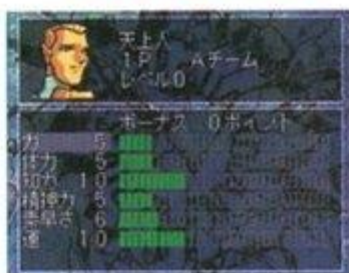 天上人
1P Aチーム
レベル0
ボーナス 0ポイント
力 5
体力 5
知力 10
精神力 5
素早さ 6
運 10